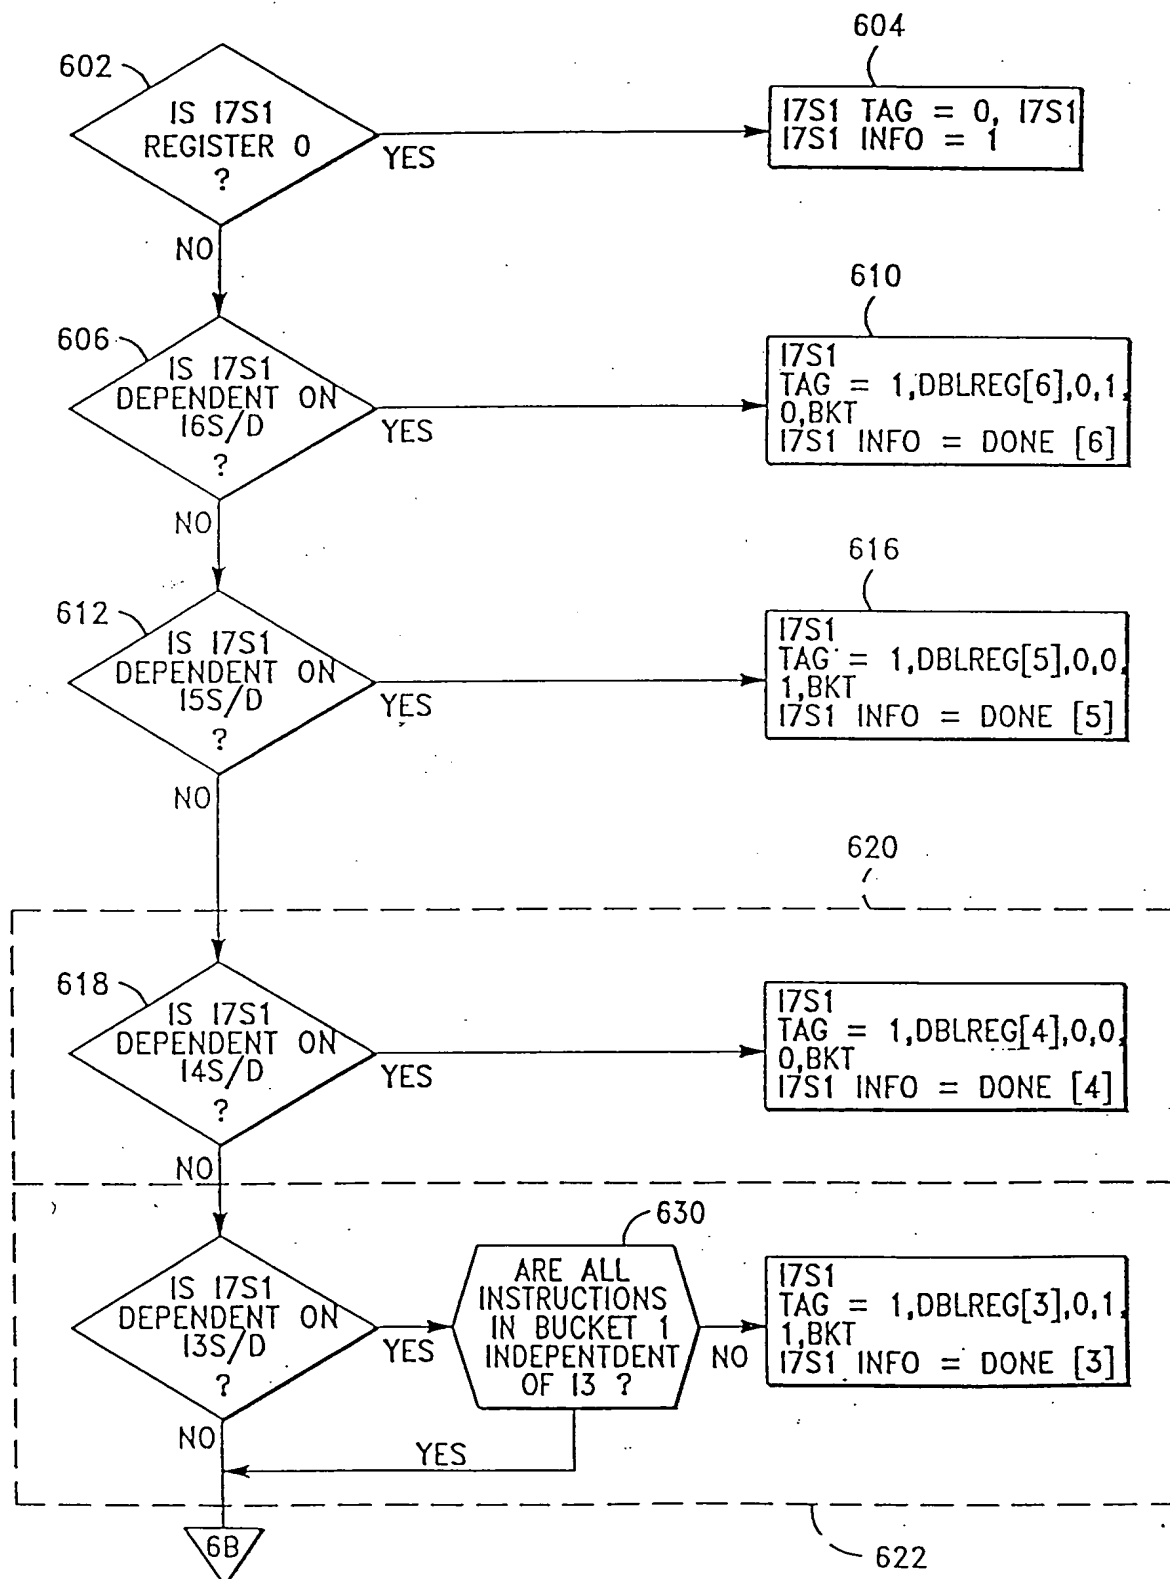 602
IS I7S1
REGISTER 0
?
YES
NO
604
I7S1 TAG = 0, I7S1
I7S1 INFO = 1
606
IS I7S1
DEPENDENT ON
I6S/D
?
YES
NO
610
I7S1
TAG = 1,DBLREG[6],0,1,
0,BKT
I7S1 INFO = DONE [6]
612
IS I7S1
DEPENDENT ON
I5S/D
?
YES
NO
616
I7S1
TAG = 1,DBLREG[5],0,0,
1,BKT
I7S1 INFO = DONE [5]
620
618
IS I7S1
DEPENDENT ON
I4S/D
?
YES
NO
I7S1
TAG = 1,DBLREG[4],0,0,
0,BKT
I7S1 INFO = DONE [4]
IS I7S1
DEPENDENT ON
I3S/D
?
YES
NO
630
ARE ALL
INSTRUCTIONS
IN BUCKET 1
INDEPENTDENT
OF I3 ?
NO
YES
I7S1
TAG = 1,DBLREG[3],0,1,
1,BKT
I7S1 INFO = DONE [3]
6B
622